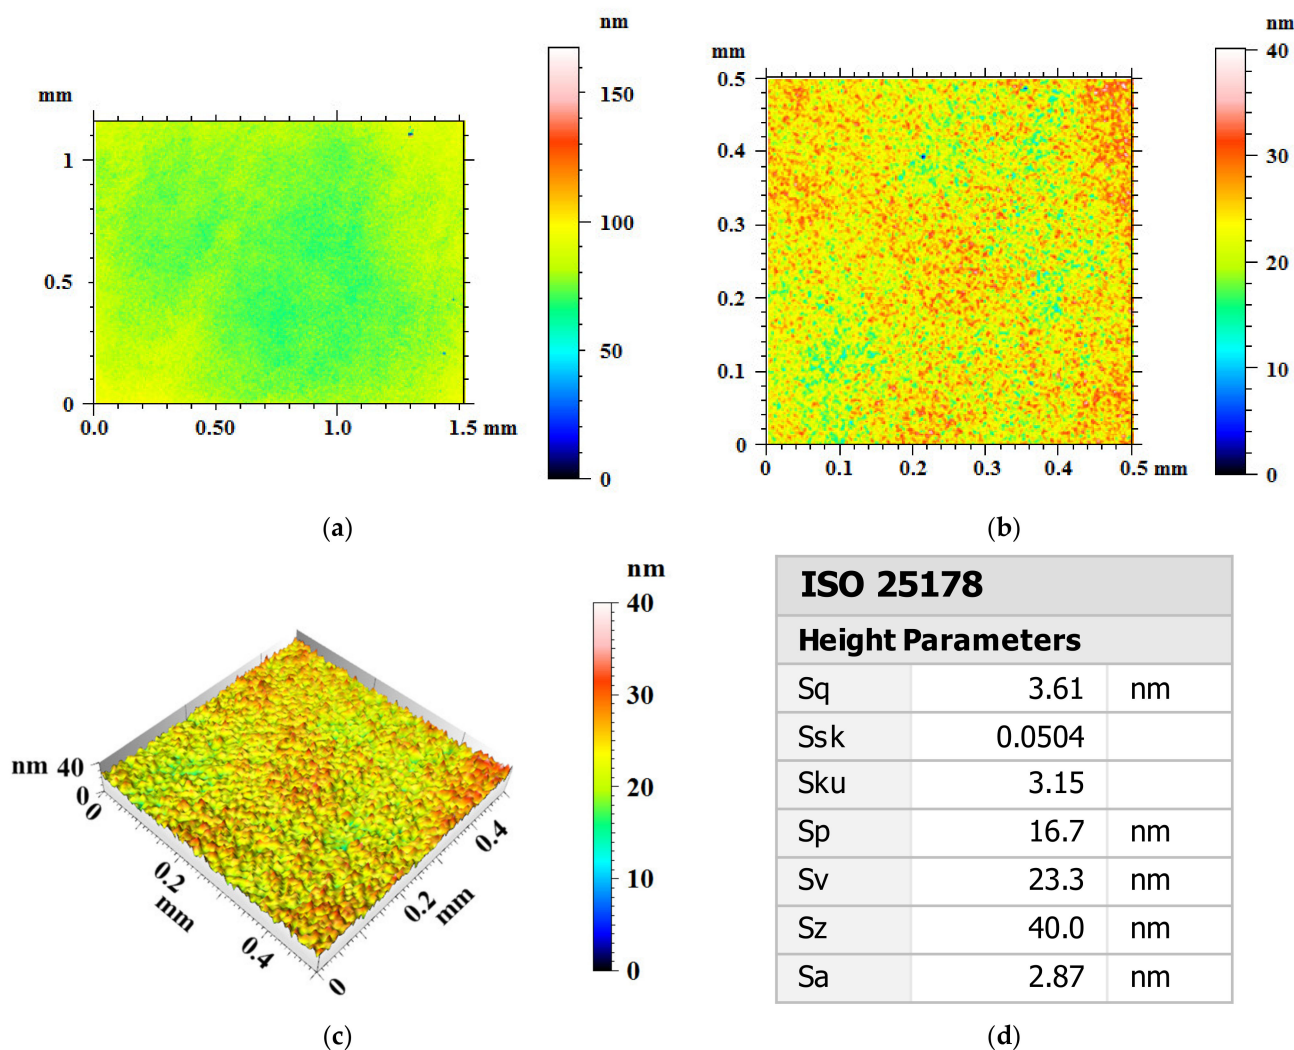 nm
mm
150
1
100
0.5
50
0
0.0 0.50 1.0 1.5 mm
0
(a)
nm
mm
40
0.5
0.4
30
0.3
20
0.2
10
0.1
0
0 0.1 0.2 0.3 0.4 0.5 mm
0
(b)
nm
40
30
20
10
0
nm 40
0
0
0.2
mm
0.4
0
0.2
mm
0.4
(c)
ISO 25178
Height Parameters
Sq 3.61 nm
Ssk 0.0504
Sku 3.15
Sp 16.7 nm
Sv 23.3 nm
Sz 40.0 nm
Sa 2.87 nm
(d)